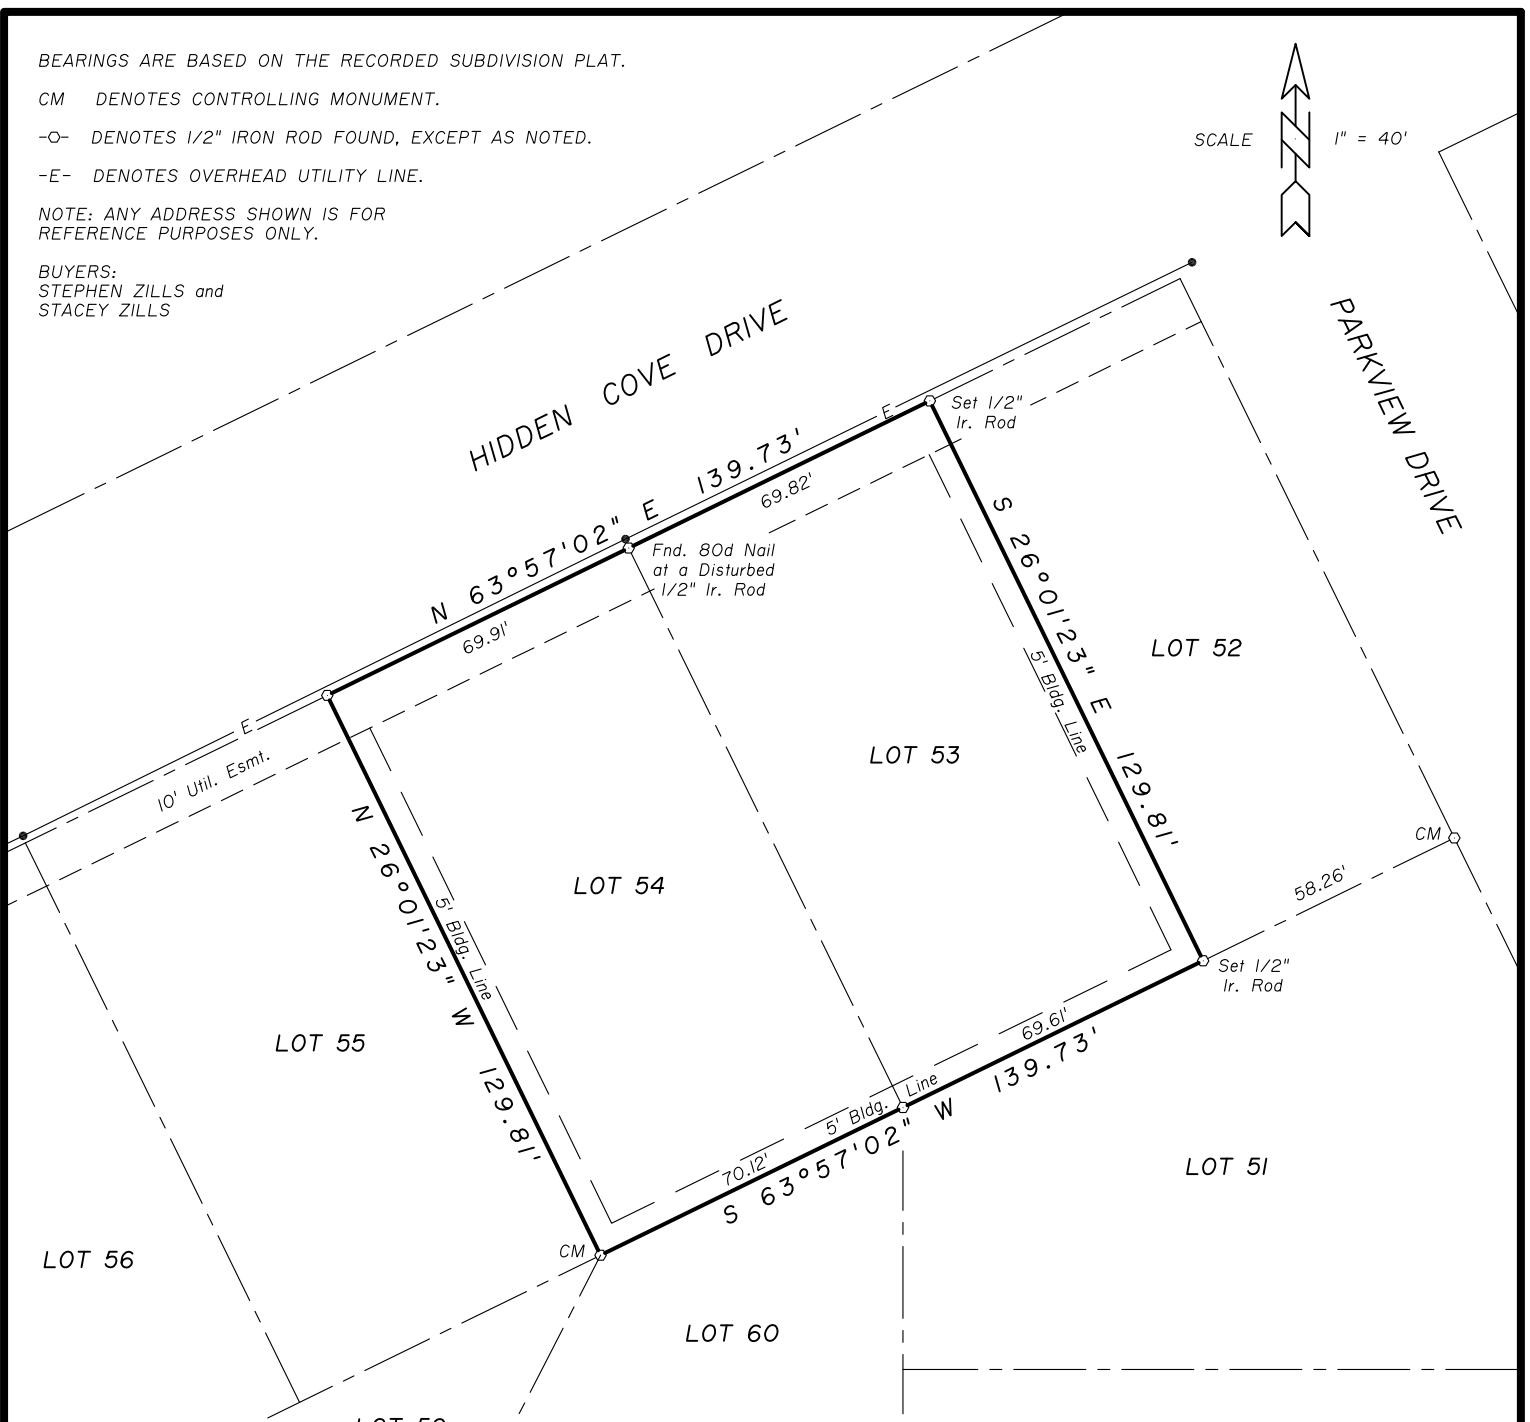 BEARINGS ARE BASED ON THE RECORDED SUBDIVISION PLAT.
CM DENOTES CONTROLLING MONUMENT.
DENOTES 1/2" IRON ROD FOUND, EXCEPT AS NOTED.
-E- DENOTES OVERHEAD UTILITY LINE.
NOTE: ANY ADDRESS SHOWN IS FOR
REFERENCE PURPOSES ONLY.
BUYERS:
STEPHEN ZILLS and
STACEY ZILLS
SCALE
N
1" = 40'
HIDDEN COVE DRIVE
PARKVIEW DRIVE
E
Set 1/2"
Ir. Rod
N 63°57'02" E 139.73'
69.82'
69.91'
Fnd. 80d Nail
at a Disturbed
1/2" Ir. Rod
S 26°01'23" E 129.81'
5' Bldg. Line
LOT 52
E
10' Util. Esmt.
LOT 53
N 26°01'23" W 129.81'
5' Bldg. Line
LOT 54
CM
58.26'
Set 1/2"
Ir. Rod
LOT 55
69.61'
5' Bldg. Line
70.12'
S 63°57'02" W 139.73'
LOT 51
CM
LOT 56
LOT 60